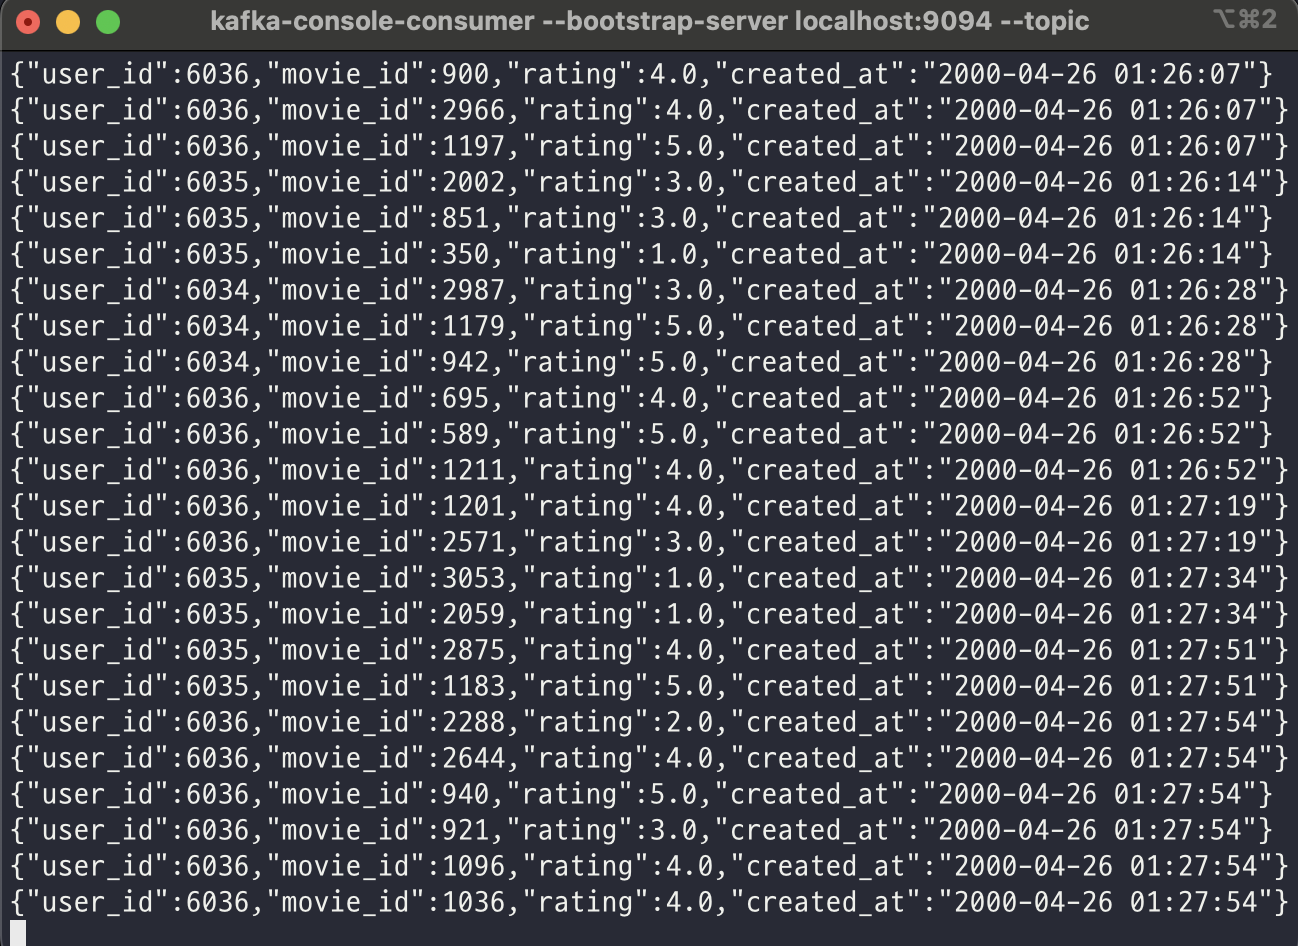 kafka-console-consumer --bootstrap-server localhost:9094 --topic ⌥⌘2
{"user_id":6036,"movie_id":900,"rating":4.0,"created_at":"2000-04-26 01:26:07"}
{"user_id":6036,"movie_id":2966,"rating":4.0,"created_at":"2000-04-26 01:26:07"}
{"user_id":6036,"movie_id":1197,"rating":5.0,"created_at":"2000-04-26 01:26:07"}
{"user_id":6035,"movie_id":2002,"rating":3.0,"created_at":"2000-04-26 01:26:14"}
{"user_id":6035,"movie_id":851,"rating":3.0,"created_at":"2000-04-26 01:26:14"}
{"user_id":6035,"movie_id":350,"rating":1.0,"created_at":"2000-04-26 01:26:14"}
{"user_id":6034,"movie_id":2987,"rating":3.0,"created_at":"2000-04-26 01:26:28"}
{"user_id":6034,"movie_id":1179,"rating":5.0,"created_at":"2000-04-26 01:26:28"}
{"user_id":6034,"movie_id":942,"rating":5.0,"created_at":"2000-04-26 01:26:28"}
{"user_id":6036,"movie_id":695,"rating":4.0,"created_at":"2000-04-26 01:26:52"}
{"user_id":6036,"movie_id":589,"rating":5.0,"created_at":"2000-04-26 01:26:52"}
{"user_id":6036,"movie_id":1211,"rating":4.0,"created_at":"2000-04-26 01:26:52"}
{"user_id":6036,"movie_id":1201,"rating":4.0,"created_at":"2000-04-26 01:27:19"}
{"user_id":6036,"movie_id":2571,"rating":3.0,"created_at":"2000-04-26 01:27:19"}
{"user_id":6035,"movie_id":3053,"rating":1.0,"created_at":"2000-04-26 01:27:34"}
{"user_id":6035,"movie_id":2059,"rating":1.0,"created_at":"2000-04-26 01:27:34"}
{"user_id":6035,"movie_id":2875,"rating":4.0,"created_at":"2000-04-26 01:27:51"}
{"user_id":6035,"movie_id":1183,"rating":5.0,"created_at":"2000-04-26 01:27:51"}
{"user_id":6036,"movie_id":2288,"rating":2.0,"created_at":"2000-04-26 01:27:54"}
{"user_id":6036,"movie_id":2644,"rating":4.0,"created_at":"2000-04-26 01:27:54"}
{"user_id":6036,"movie_id":940,"rating":5.0,"created_at":"2000-04-26 01:27:54"}
{"user_id":6036,"movie_id":921,"rating":3.0,"created_at":"2000-04-26 01:27:54"}
{"user_id":6036,"movie_id":1096,"rating":4.0,"created_at":"2000-04-26 01:27:54"}
{"user_id":6036,"movie_id":1036,"rating":4.0,"created_at":"2000-04-26 01:27:54"}